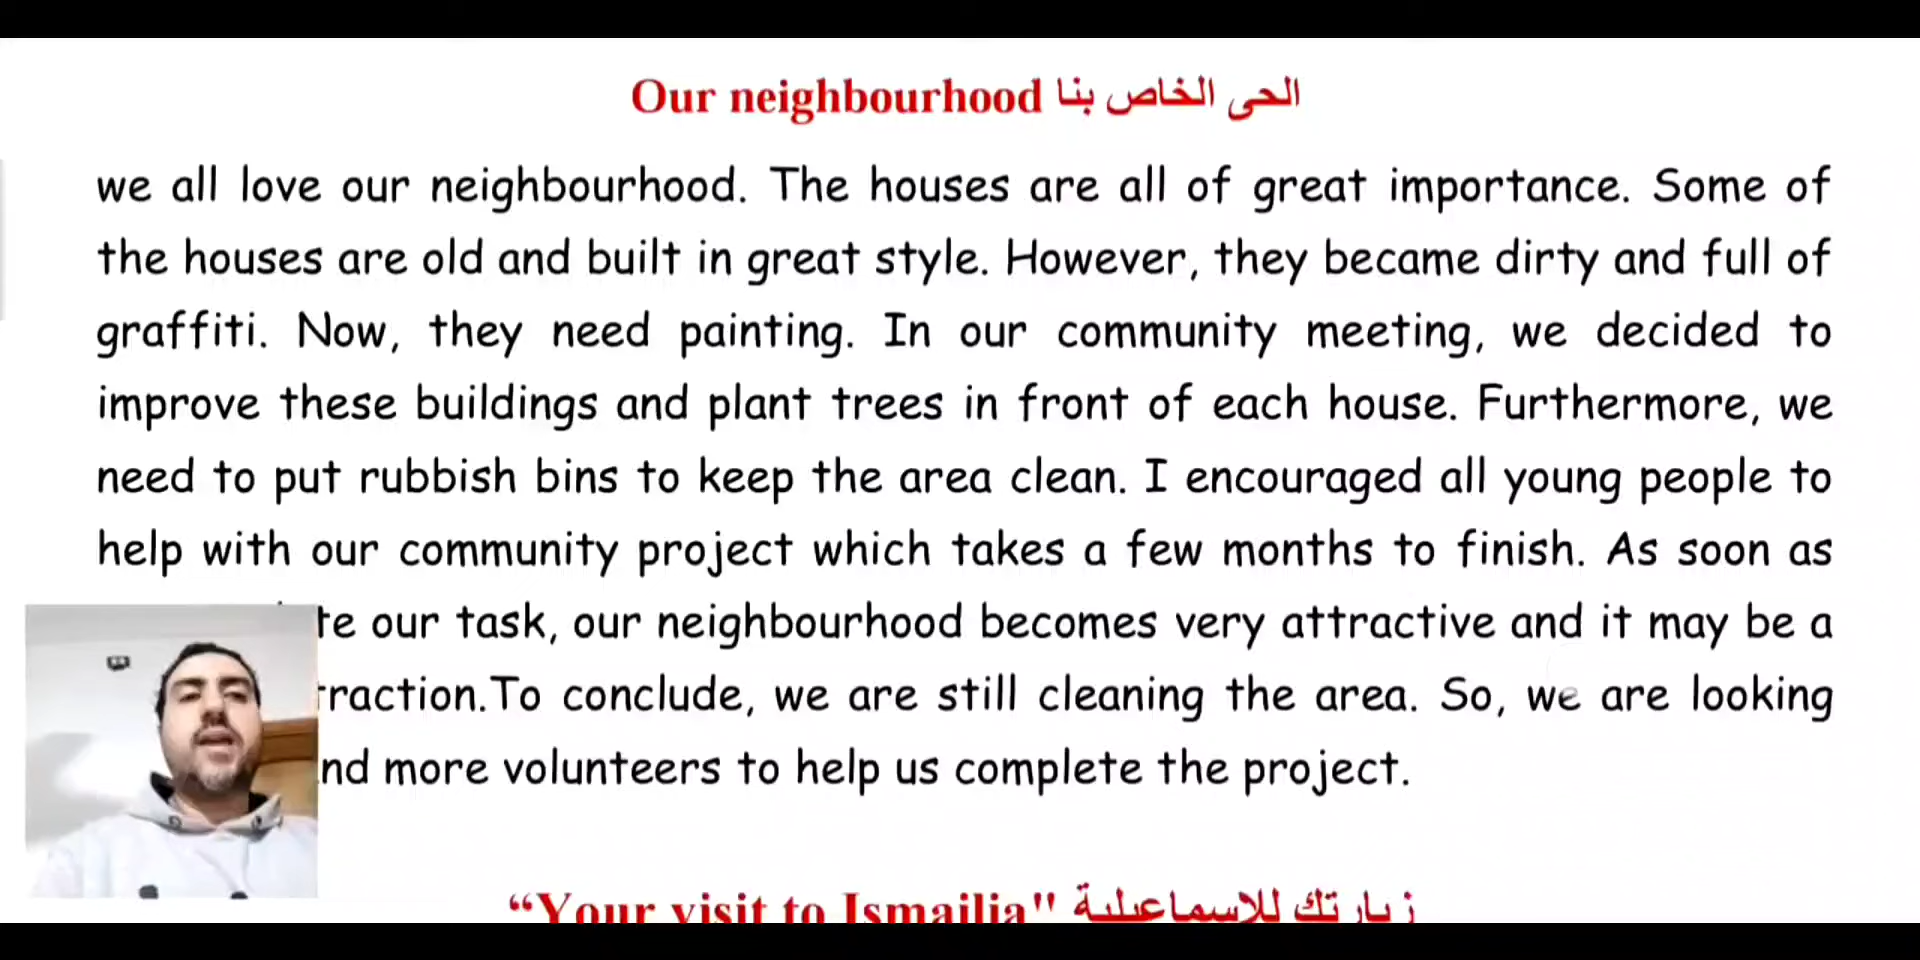 Our neighbourhood الحى الخاص بنا
we all love our neighbourhood. The houses are all of great importance. Some of
the houses are old and built in great style. However, they became dirty and full of
graffiti. Now, they need painting. In our community meeting, we decided to
improve these buildings and plant trees in front of each house. Furthermore, we
need to put rubbish bins to keep the area clean. I encouraged all young people to
help with our community project which takes a few months to finish. As soon as
our task, our neighbourhood becomes very attractive and it may be a
To conclude, we are still cleaning the area. So, we are looking
more volunteers to help us complete the project.
“Your visit to Ismailia" زيارتك للإسماعيلية